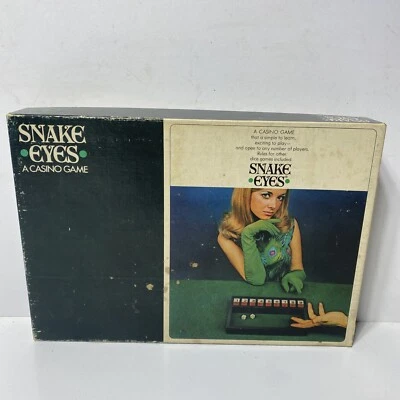 SNAKE
• EYES •
A CASINO GAME
A CASINO GAME
that is simple to learn,
exciting to play—
and open to any number of players.
Rules for other
dice games included.
SNAKE
• EYES •